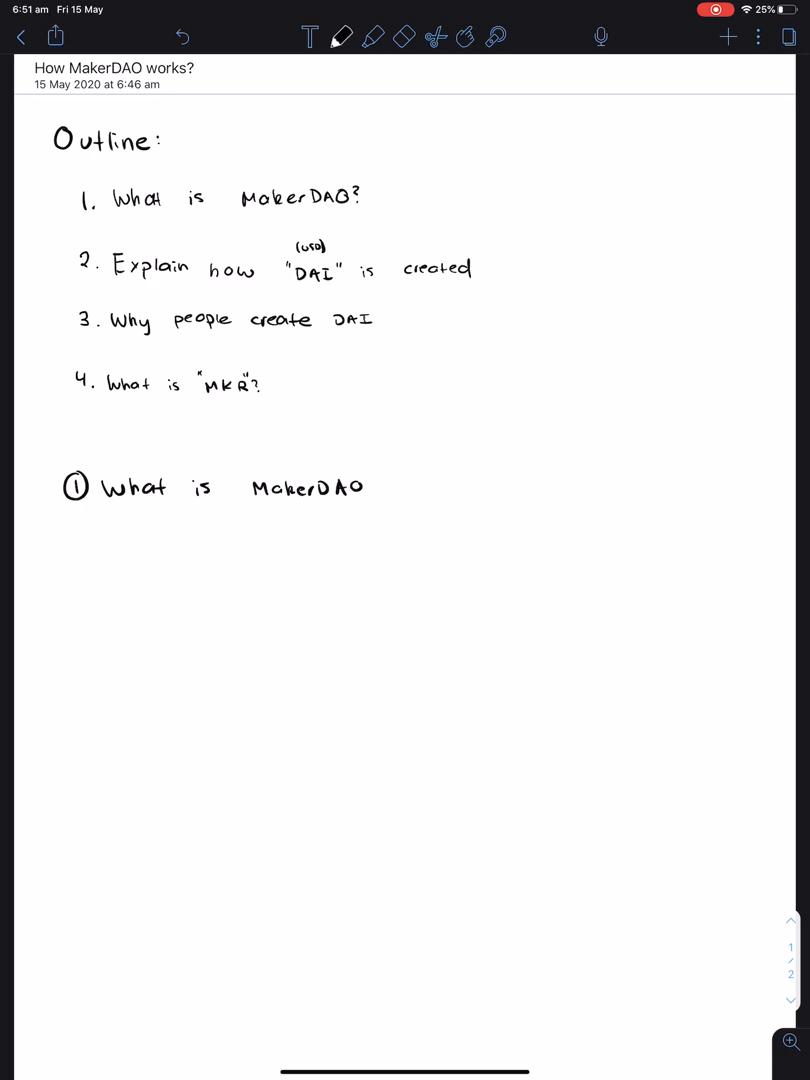 6:51 am Fri 15 May
25%
How MakerDAO works?
15 May 2020 at 6:46 am
Outline:
1. What is MakerDAO?
(USD)
2. Explain how "DAI" is created
3. Why people create DAI
4. What is "MKR"?
① What is MakerDAO
1
/
2